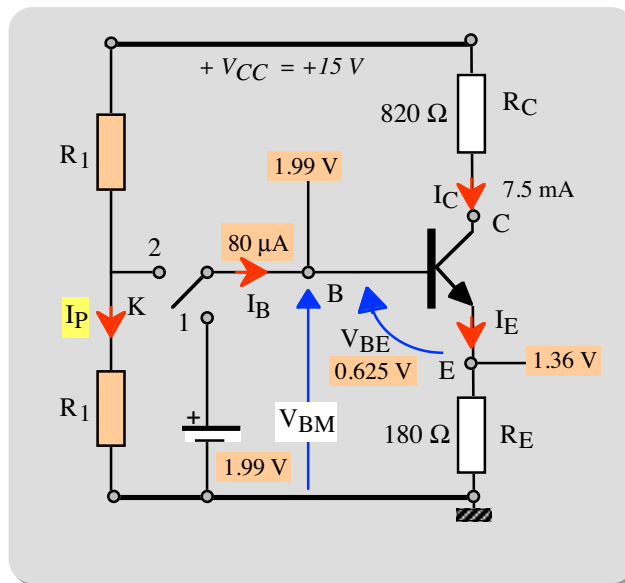 + VCC = +15 V
820 Ω
RC
R1
1.99 V
IC
7.5 mA
C
2
80 µA
IP
K
1
IB
B
VBE
0.625 V
IE
E
1.36 V
R1
+
VBM
180 Ω
RE
1.99 V